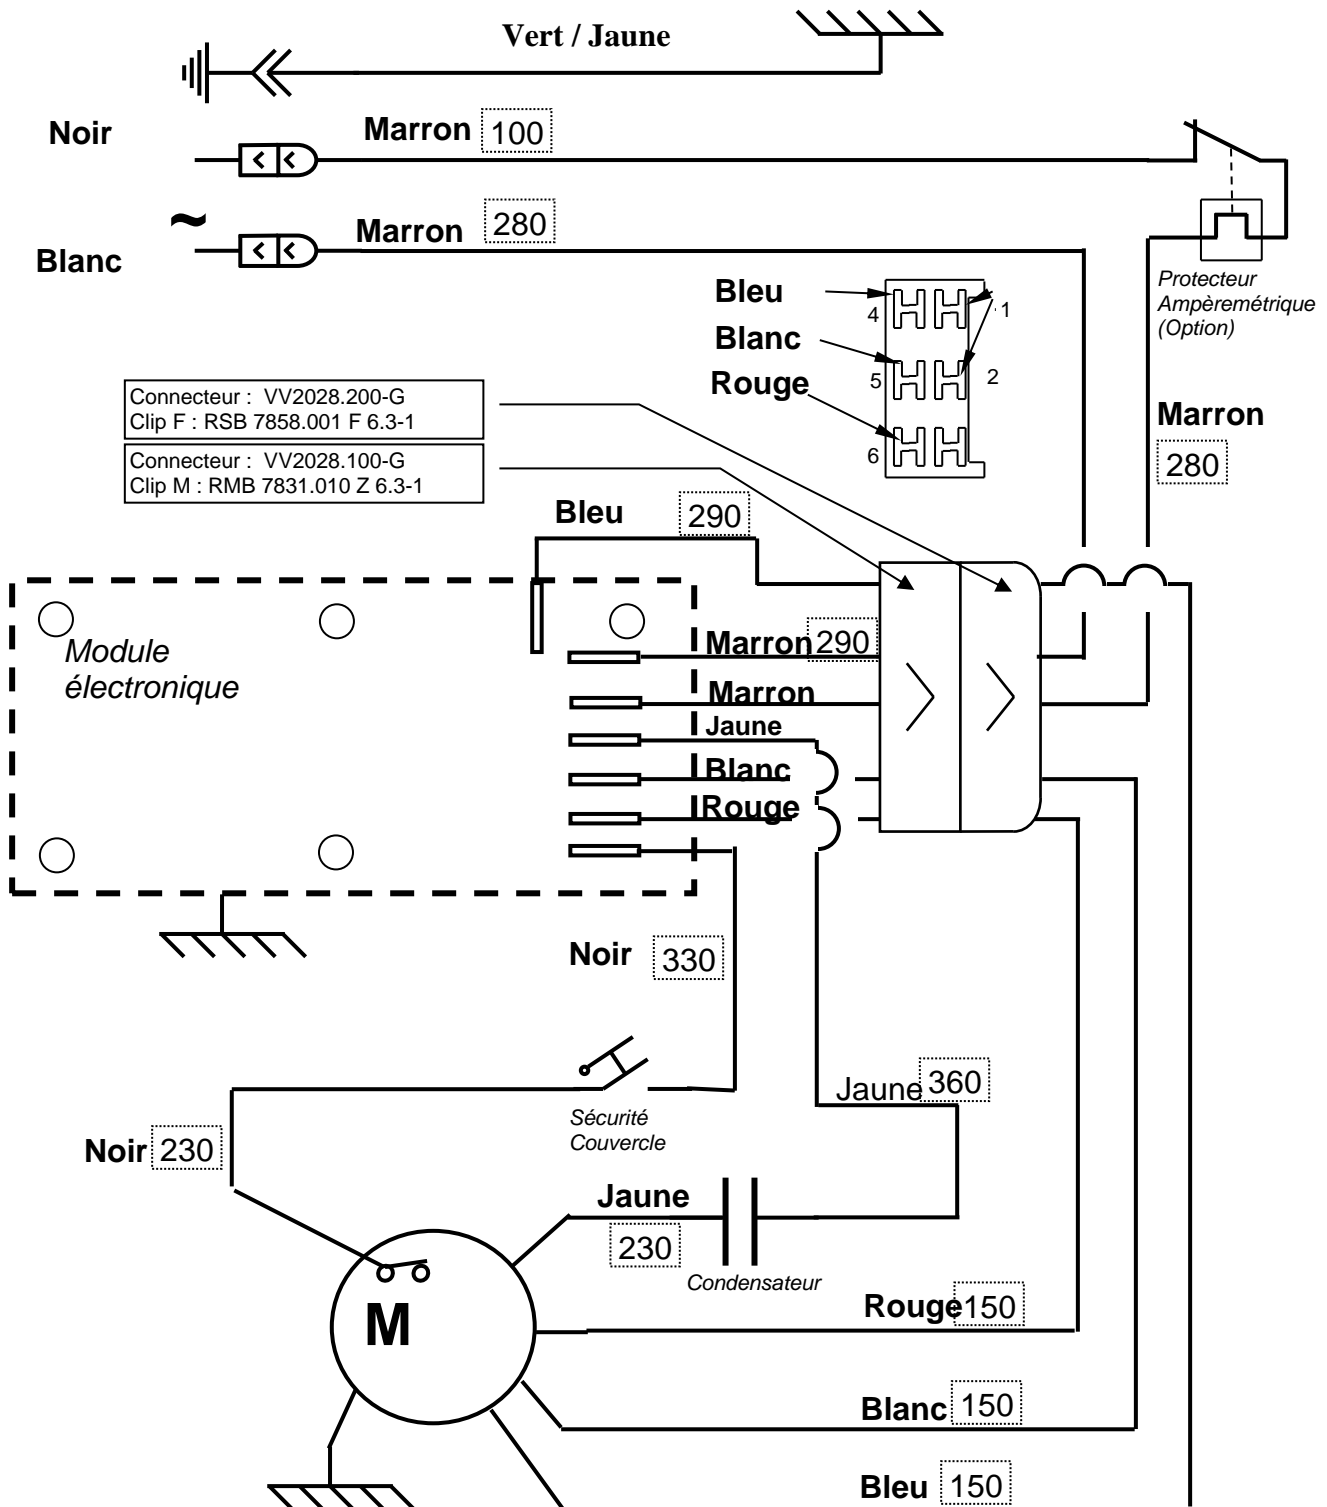 Vert / Jaune
Noir
Marron 100
~
Marron 280
Blanc
Protecteur
Ampèremétrique
(Option)
Bleu
4
1
Blanc
5
2
Rouge
6
Connecteur : VV2028.200-G
Clip F : RSB 7858.001 F 6.3-1
Connecteur : VV2028.100-G
Clip M : RMB 7831.010 Z 6.3-1
Marron
280
Bleu 290
Module
électronique
Marron 290
Marron
Jaune
Blanc
Rouge
Noir 330
Jaune 360
Sécurité
Couvercle
Noir 230
Jaune
230
Condensateur
M
Rouge 150
Blanc 150
Bleu 150